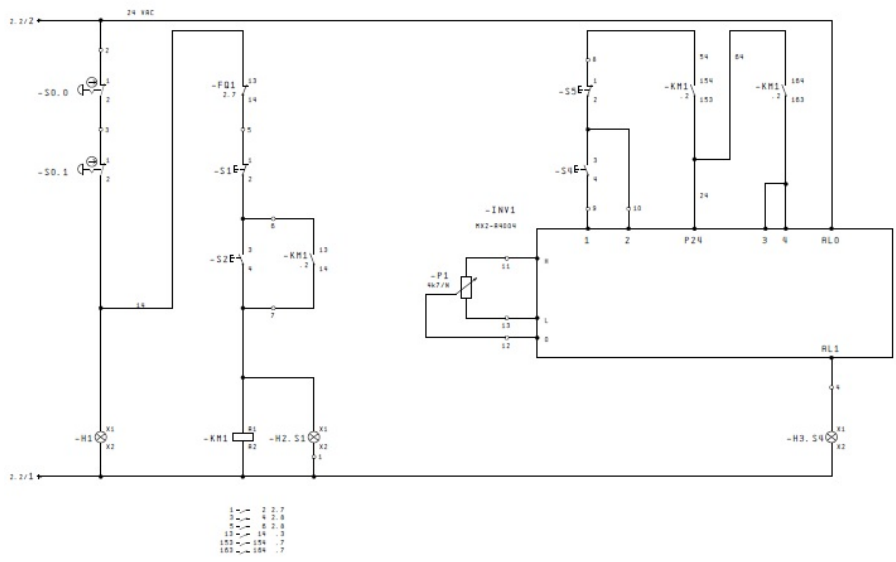 24 VAC
2.2/2
2
-S0.0
1
2
3
-S0.1
1
2
14
-H1
X1
X2
2.2/1
-FQ1
2.7
13
14
5
-S1
1
2
6
-S2
3
4
-KM1
.2
13
14
7
-KM1
A1
A2
-H2.S1
X1
X2
1
8
-S5
1
2
-S4
3
4
9
10
54
64
-KM1
.2
154
153
-KM1
.2
164
163
24
-INV1
MX2-A4004
1
2
P24
3
4
AL0
AL1
-P1
4k7/W
11
H
13
L
12
O
4
-H3.S4
X1
X2
1 2 2.7
3 4 2.8
5 6 2.8
13 14 .3
153 154 .7
163 164 .7